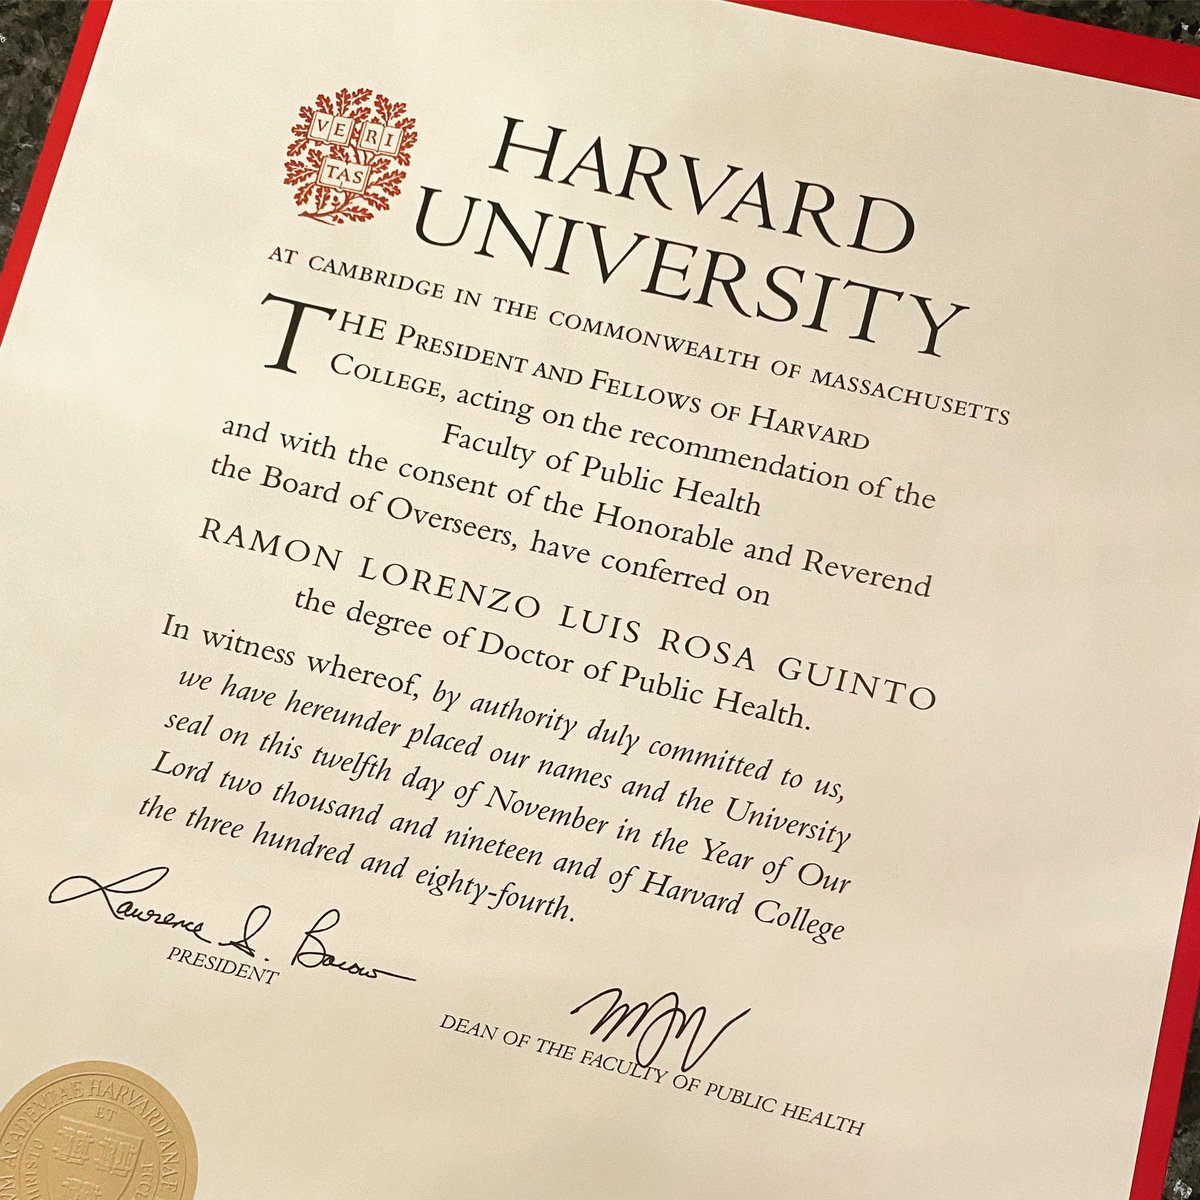 VE RI
TAS
HARVARD
UNIVERSITY
AT CAMBRIDGE IN THE COMMONWEALTH OF MASSACHUSETTS
THE PRESIDENT AND FELLOWS OF HARVARD
COLLEGE, acting on the recommendation of the
Faculty of Public Health
and with the consent of the Honorable and Reverend
the Board of Overseers, have conferred on
RAMON LORENZO LUIS ROSA GUINTO
the degree of Doctor of Public Health.
In witness whereof, by authority duly committed to us,
we have hereunder placed our names and the University
seal on this twelfth day of November in the Year of Our
Lord two thousand and nineteen and of Harvard College
the three hundred and eighty-fourth.
Lawrence S. Bacow
PRESIDENT
DEAN OF THE FACULTY OF PUBLIC HEALTH
ACADEMIAE HARVARDIANAE
ET